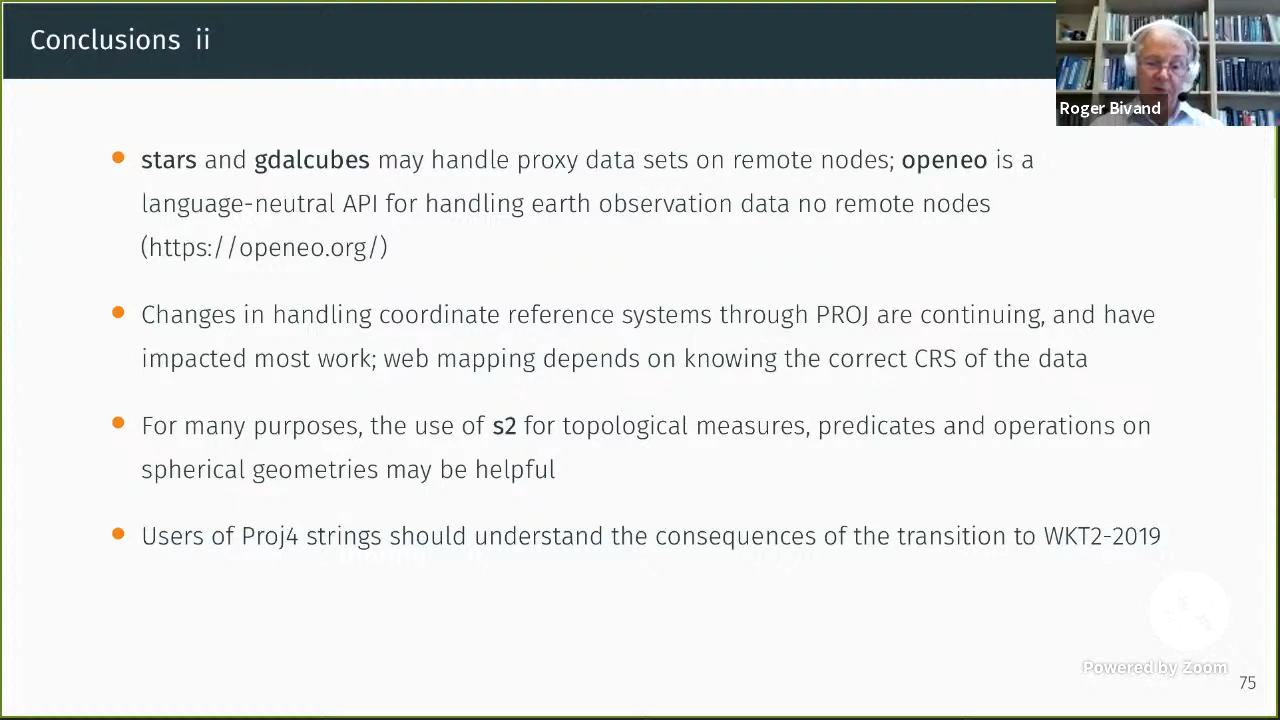 Conclusions ii
Roger Bivand
stars and gdalcubes may handle proxy data sets on remote nodes; openeo is a
language-neutral API for handling earth observation data no remote nodes
(https://openeo.org/)
Changes in handling coordinate reference systems through PROJ are continuing, and have
impacted most work; web mapping depends on knowing the correct CRS of the data
For many purposes, the use of s2 for topological measures, predicates and operations on
spherical geometries may be helpful
Users of Proj4 strings should understand the consequences of the transition to WKT2-2019
Powered by Zoom
75